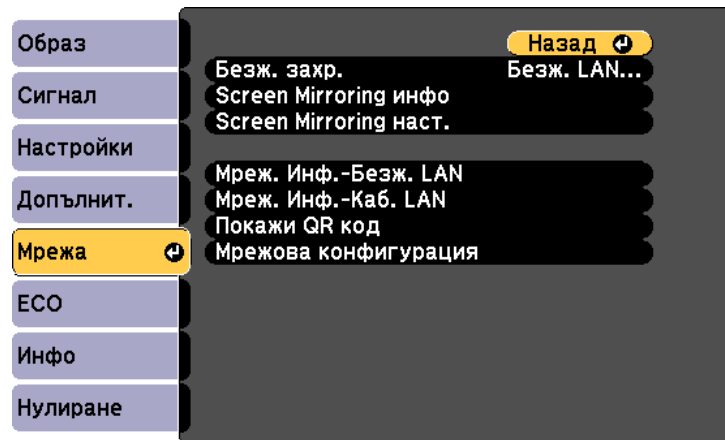 Образ
Сигнал
Настройки
Допълнит.
Мрежа
ECO
Инфо
Нулиране
Назад
Безж. захр. Безж. LAN...
Screen Mirroring инфо
Screen Mirroring наст.
Мреж. Инф.-Безж. LAN
Мреж. Инф.-Каб. LAN
Покажи QR код
Мрежова конфигурация